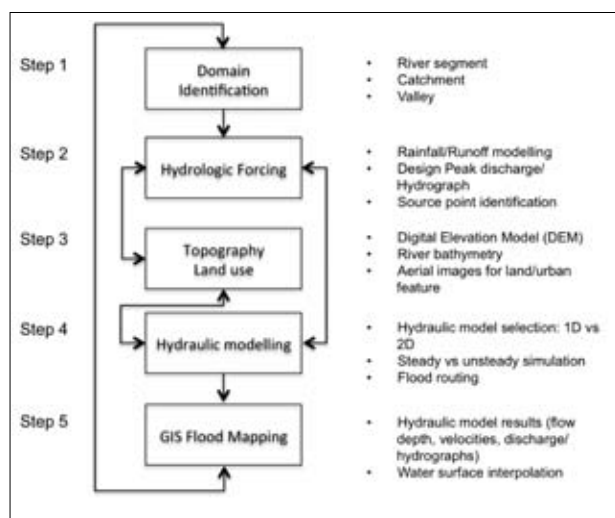 Step 1
Domain
Identification
• River segment
• Catchment
• Valley
Step 2
Hydrologic Forcing
• Rainfall/Runoff modelling
• Design Peak discharge/
Hydrograph
• Source point identification
Step 3
Topography
Land use
• Digital Elevation Model (DEM)
• River bathymetry
• Aerial images for land/urban
feature
Step 4
Hydraulic modelling
• Hydraulic model selection: 1D vs
2D
• Steady vs unsteady simulation
• Flood routing
Step 5
GIS Flood Mapping
• Hydraulic model results (flow
depth, velocities, discharge/
hydrographs)
• Water surface interpolation